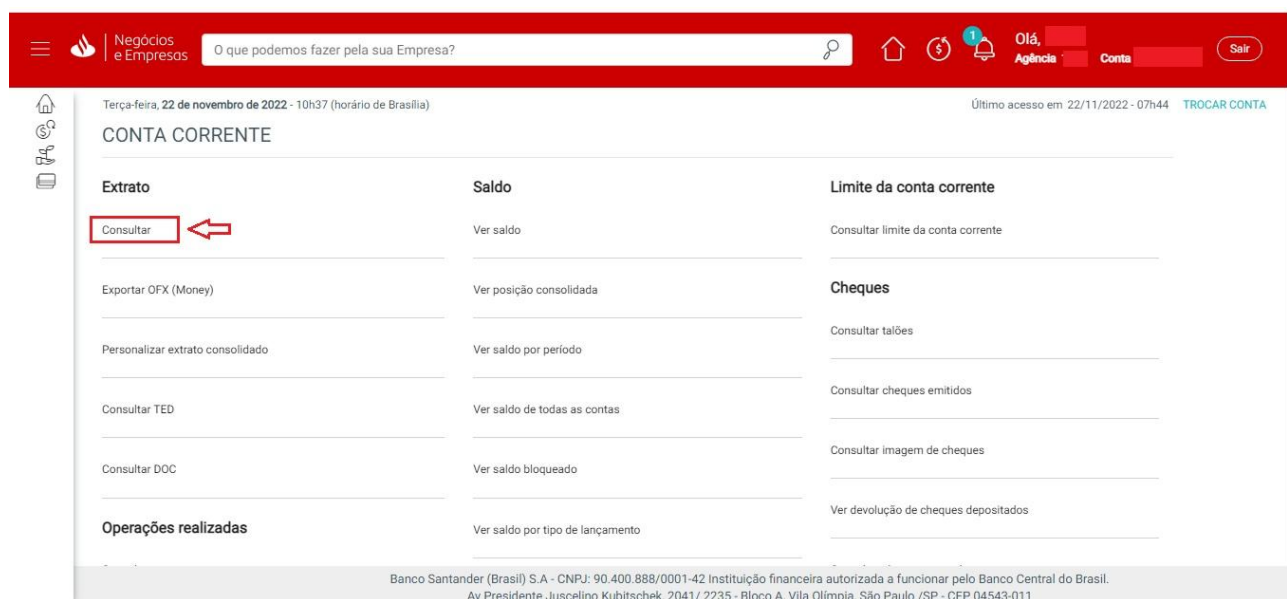 Negócios
e Empresas
O que podemos fazer pela sua Empresa?
1
Olá,
Agência
Conta
Sair
Terça-feira, 22 de novembro de 2022 - 10h37 (horário de Brasília)
Último acesso em 22/11/2022 - 07h44
TROCAR CONTA
CONTA CORRENTE
Extrato
Consultar
Exportar OFX (Money)
Personalizar extrato consolidado
Consultar TED
Consultar DOC
Operações realizadas
Saldo
Ver saldo
Ver posição consolidada
Ver saldo por período
Ver saldo de todas as contas
Ver saldo bloqueado
Ver saldo por tipo de lançamento
Limite da conta corrente
Consultar limite da conta corrente
Cheques
Consultar talões
Consultar cheques emitidos
Consultar imagem de cheques
Ver devolução de cheques depositados
Banco Santander (Brasil) S.A - CNPJ: 90.400.888/0001-42 Instituição financeira autorizada a funcionar pelo Banco Central do Brasil.
Av Presidente Juscelino Kubitschek, 2041/ 2235 - Bloco A, Vila Olímpia, São Paulo /SP - CEP 04543-011